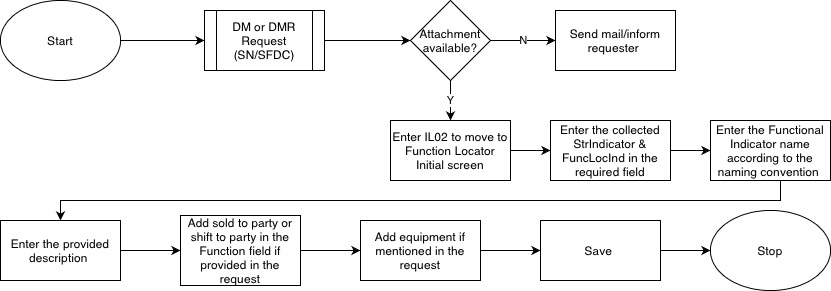 Start
DM or DMR
Request
(SN/SFDC)
Attachment
available?
N
Send mail/inform
requester
Y
Enter IL02 to move to
Function Locator
Initial screen
Enter the collected
StrIndicator &
FuncLocInd in the
required field
Enter the Functional
Indicator name
according to the
naming convention
Enter the provided
description
Add sold to party or
shift to party in the
Function field if
provided in the
request
Add equipment if
mentioned in the
request
Save
Stop